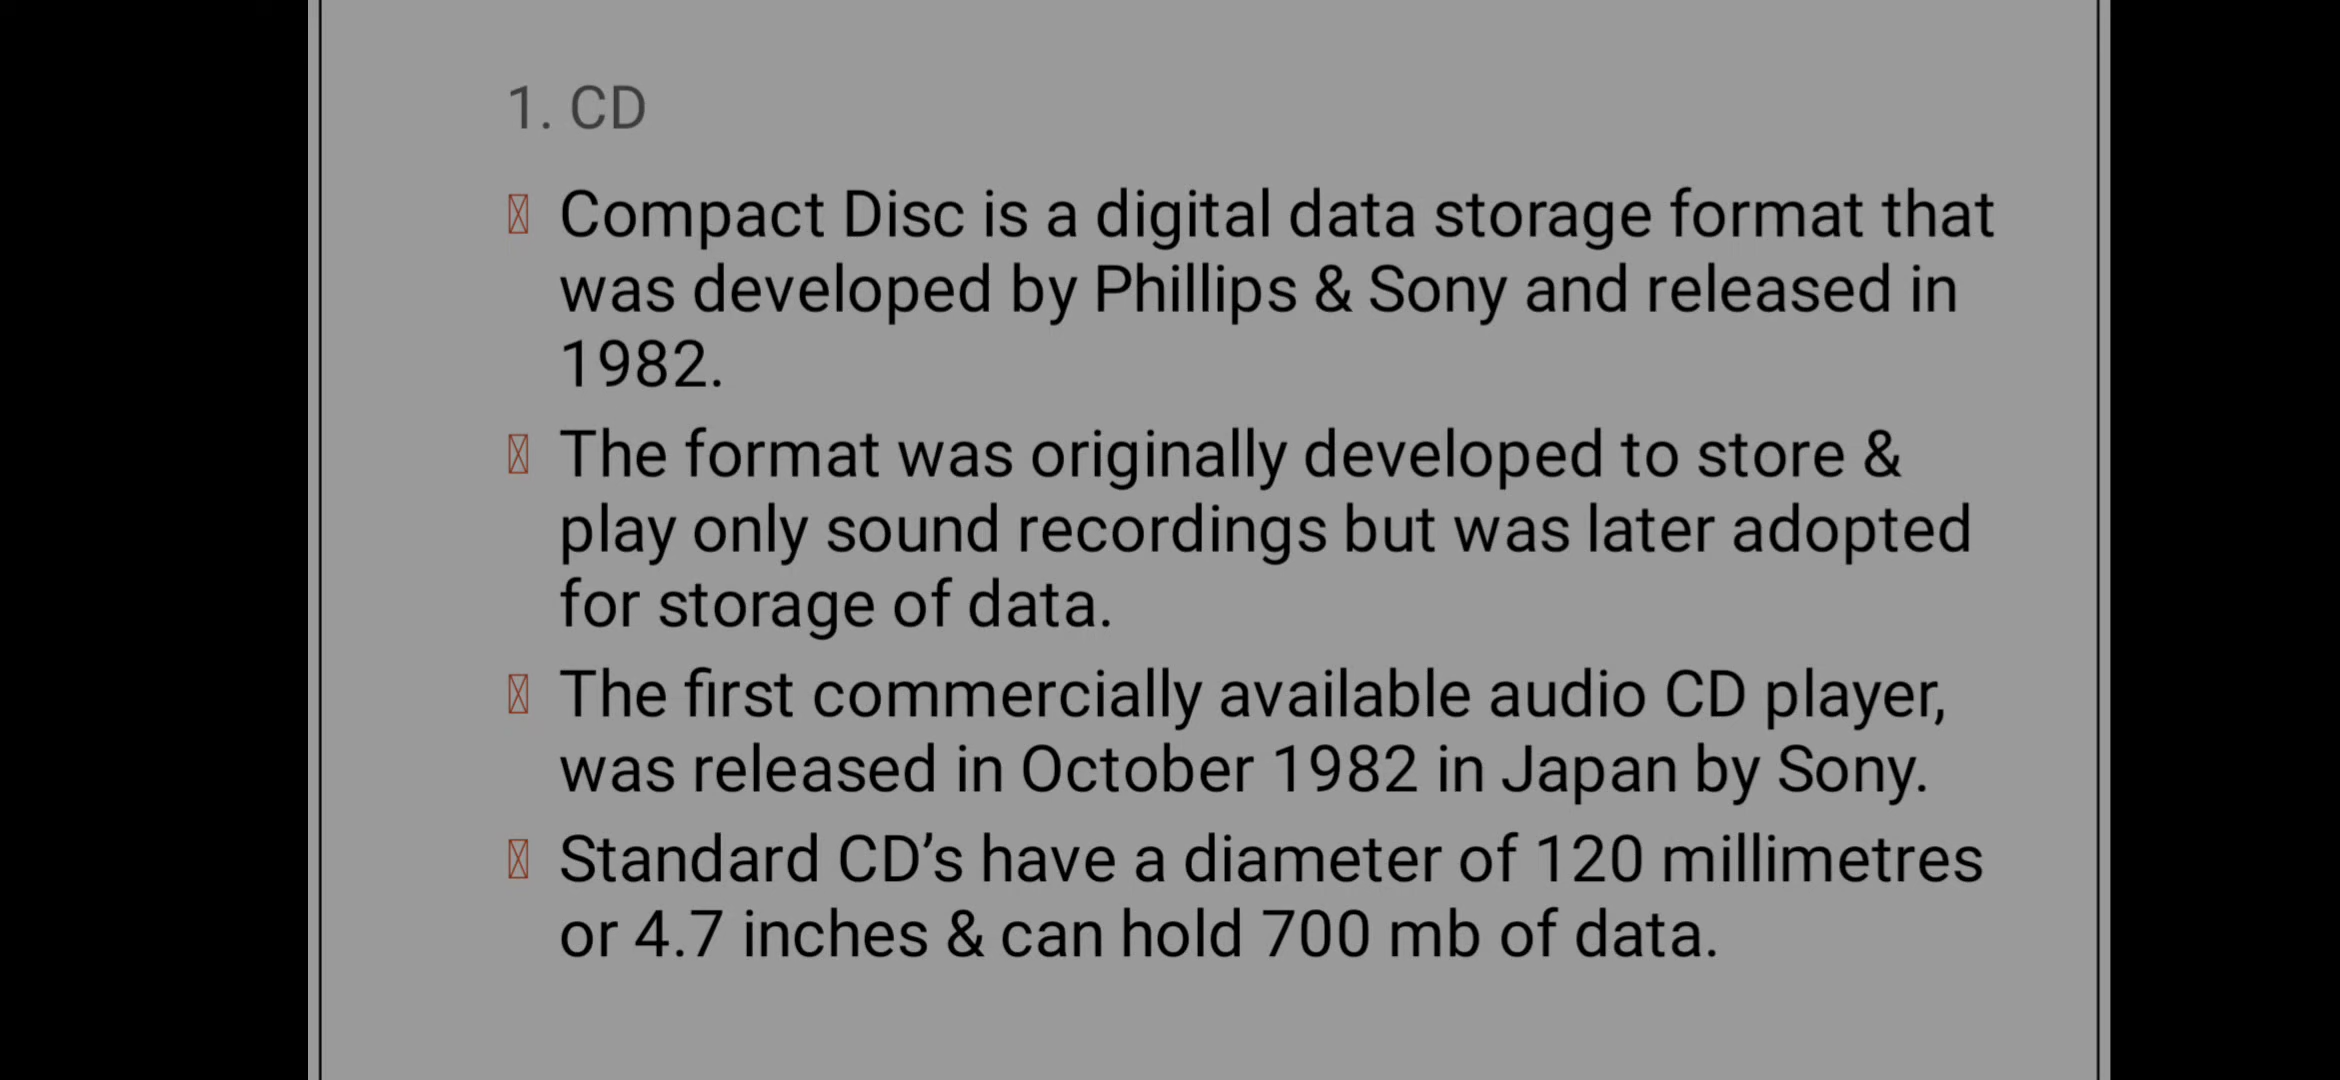 1. CD
Compact Disc is a digital data storage format that
was developed by Phillips & Sony and released in
1982.
The format was originally developed to store &
play only sound recordings but was later adopted
for storage of data.
The first commercially available audio CD player,
was released in October 1982 in Japan by Sony.
Standard CD’s have a diameter of 120 millimetres
or 4.7 inches & can hold 700 mb of data.